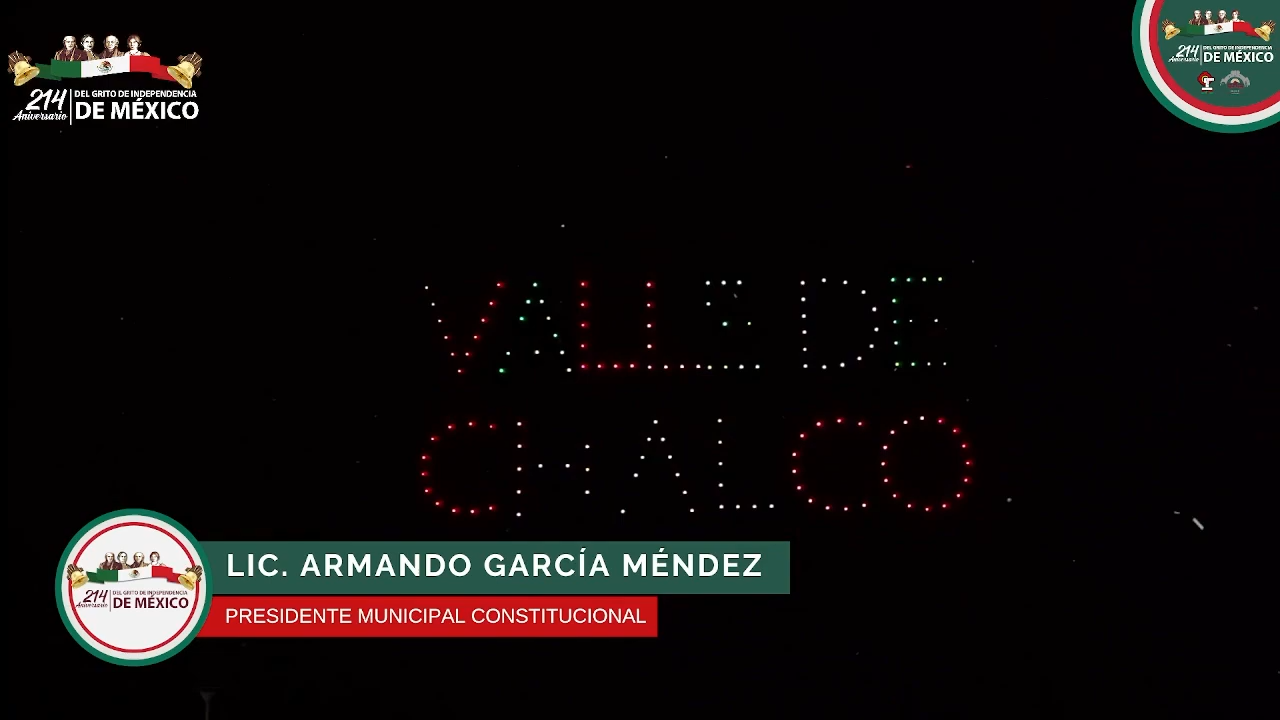 214
Aniversario
DEL GRITO DE INDEPENDENCIA
DE MÉXICO
214
Aniversario
DEL GRITO DE INDEPENDENCIA
DE MÉXICO
VALLE DE
CHALCO
214
Aniversario
DEL GRITO DE INDEPENDENCIA
DE MÉXICO
LIC. ARMANDO GARCÍA MÉNDEZ
PRESIDENTE MUNICIPAL CONSTITUCIONAL